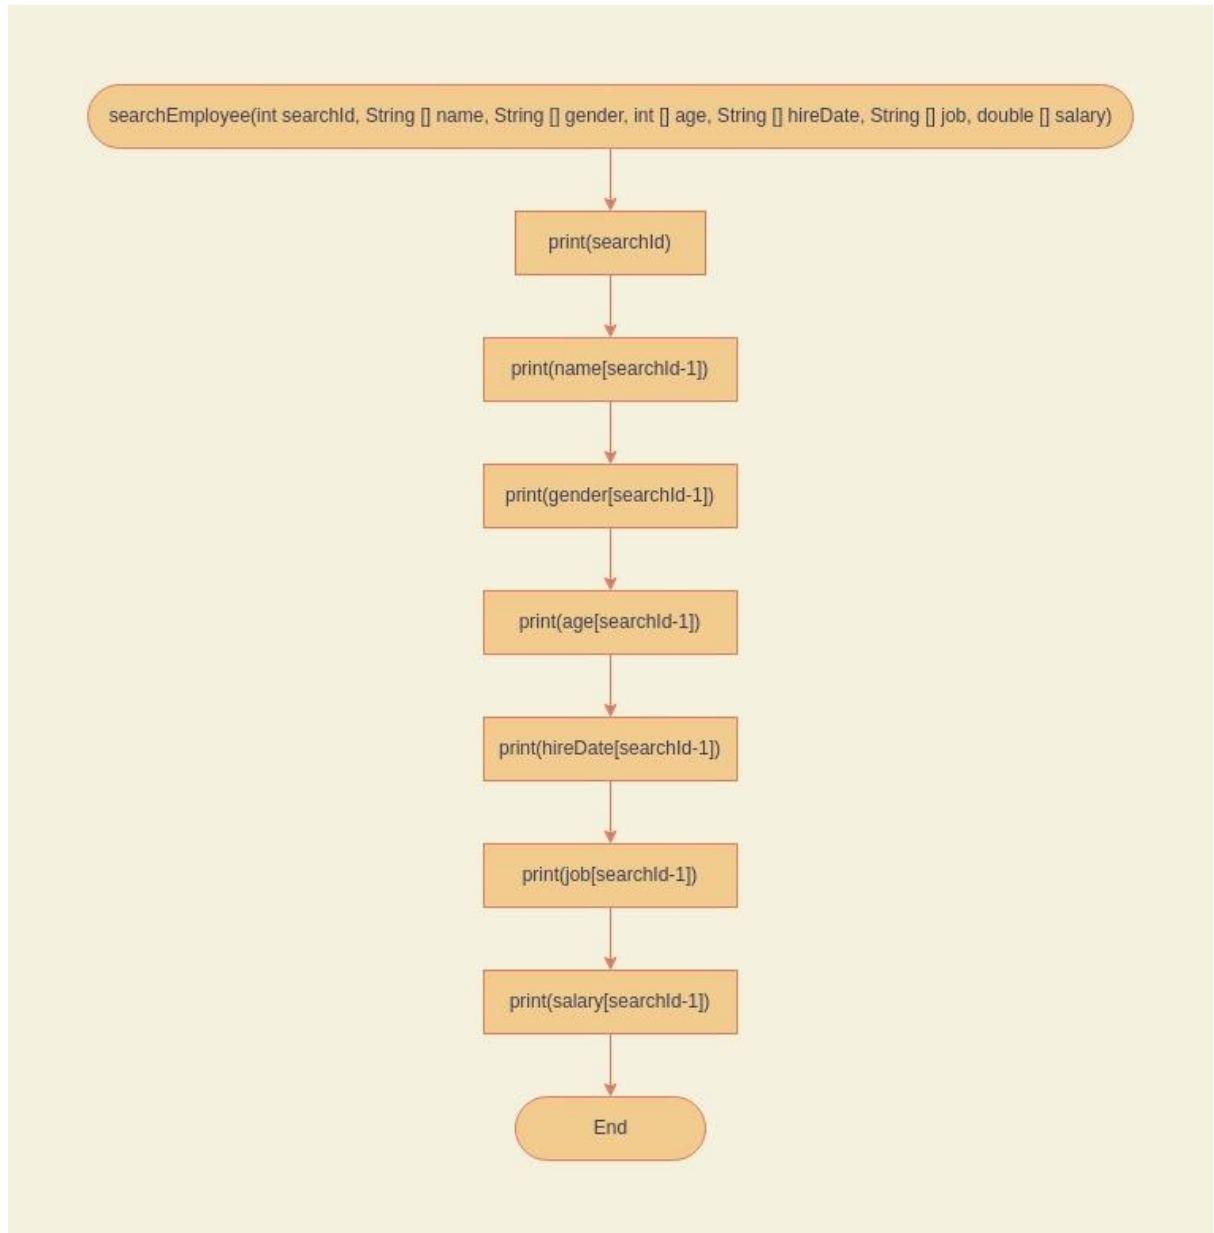 searchEmployee(int searchId, String [] name, String [] gender, int [] age, String [] hireDate, String [] job, double [] salary)
print(searchId)
print(name[searchId-1])
print(gender[searchId-1])
print(age[searchId-1])
print(hireDate[searchId-1])
print(job[searchId-1])
print(salary[searchId-1])
End